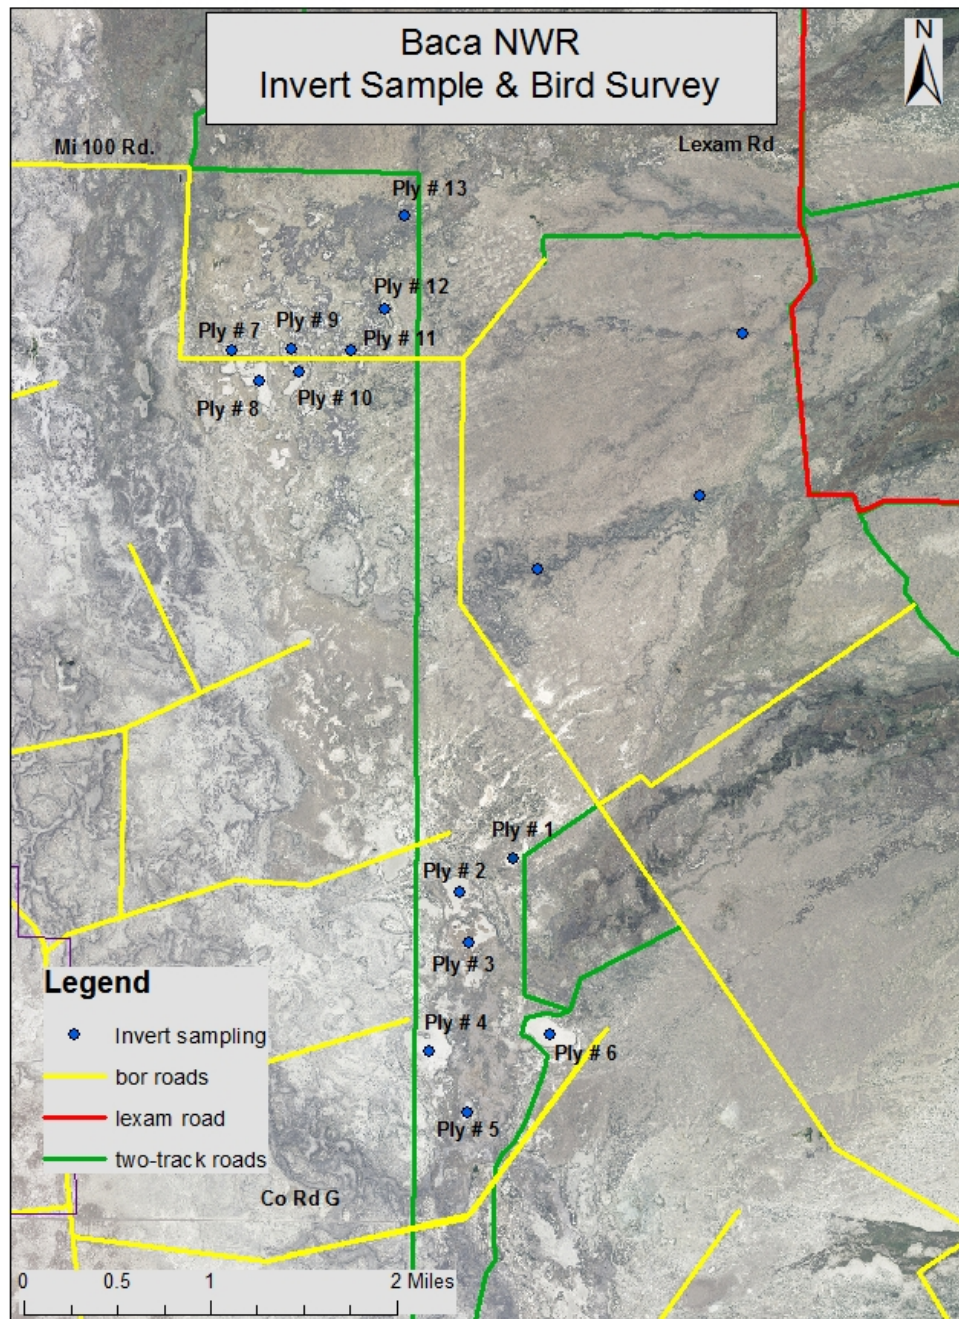 Baca NWR
Invert Sample & Bird Survey
N
Mi 100 Rd.
Lexam Rd
Ply # 13
Ply # 12
Ply # 7
Ply # 9
Ply # 11
Ply # 8
Ply # 10
Ply # 1
Ply # 2
Ply # 3
Ply # 4
Ply # 6
Ply # 5
Legend
Invert sampling
bor roads
lexam road
two-track roads
Co Rd G
0 0.5 1 2 Miles